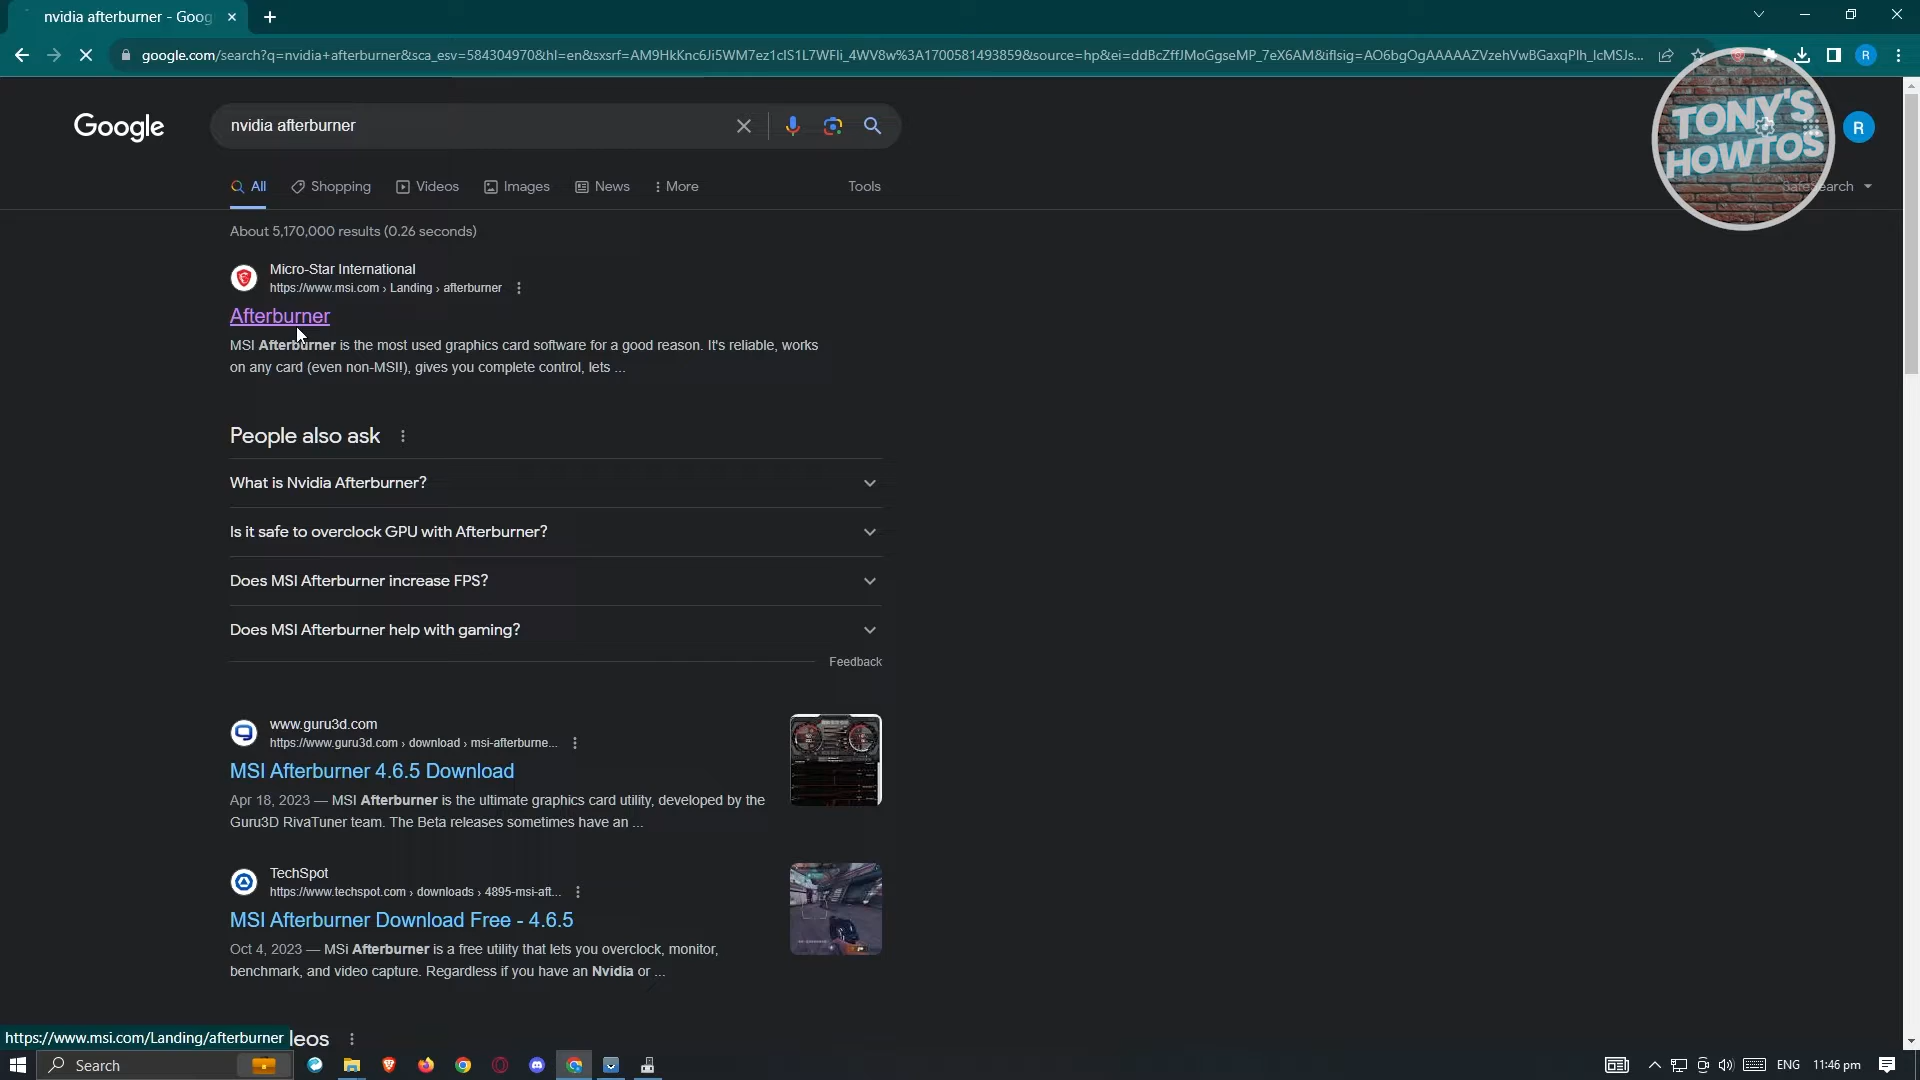 nvidia afterburner - Goog
google.com/search?q=nvidia+afterburner&sca_esv=584304970&hl=en&sxsrf=AM9HkKnc6Ji5WM7ez1cIS1L7WFIi_4WV8w%3A1700581493859&source=hp&ei=ddBcZffJMoGgseMP_7eX6AM&iflsig=AO6bgOgAAAAAZVzehVwBGaxqPlh_IcMSJs...
R
TONY'S
HOWTOS
Google
nvidia afterburner
R
All
Shopping
Videos
Images
News
More
Tools
SafeSearch
About 5,170,000 results (0.26 seconds)
Micro-Star International
https://www.msi.com › Landing › afterburner
Afterburner
MSI Afterburner is the most used graphics card software for a good reason. It's reliable, works
on any card (even non-MSI!), gives you complete control, lets ...
People also ask
What is Nvidia Afterburner?
Is it safe to overclock GPU with Afterburner?
Does MSI Afterburner increase FPS?
Does MSI Afterburner help with gaming?
Feedback
www.guru3d.com
https://www.guru3d.com › download › msi-afterburne...
MSI Afterburner 4.6.5 Download
Apr 18, 2023 — MSI Afterburner is the ultimate graphics card utility, developed by the
Guru3D RivaTuner team. The Beta releases sometimes have an ...
TechSpot
https://www.techspot.com › downloads › 4895-msi-aft...
MSI Afterburner Download Free - 4.6.5
Oct 4, 2023 — MSi Afterburner is a free utility that lets you overclock, monitor,
benchmark, and video capture. Regardless if you have an Nvidia or ...
https://www.msi.com/Landing/afterburner
eos
Search
ENG
11:46 pm